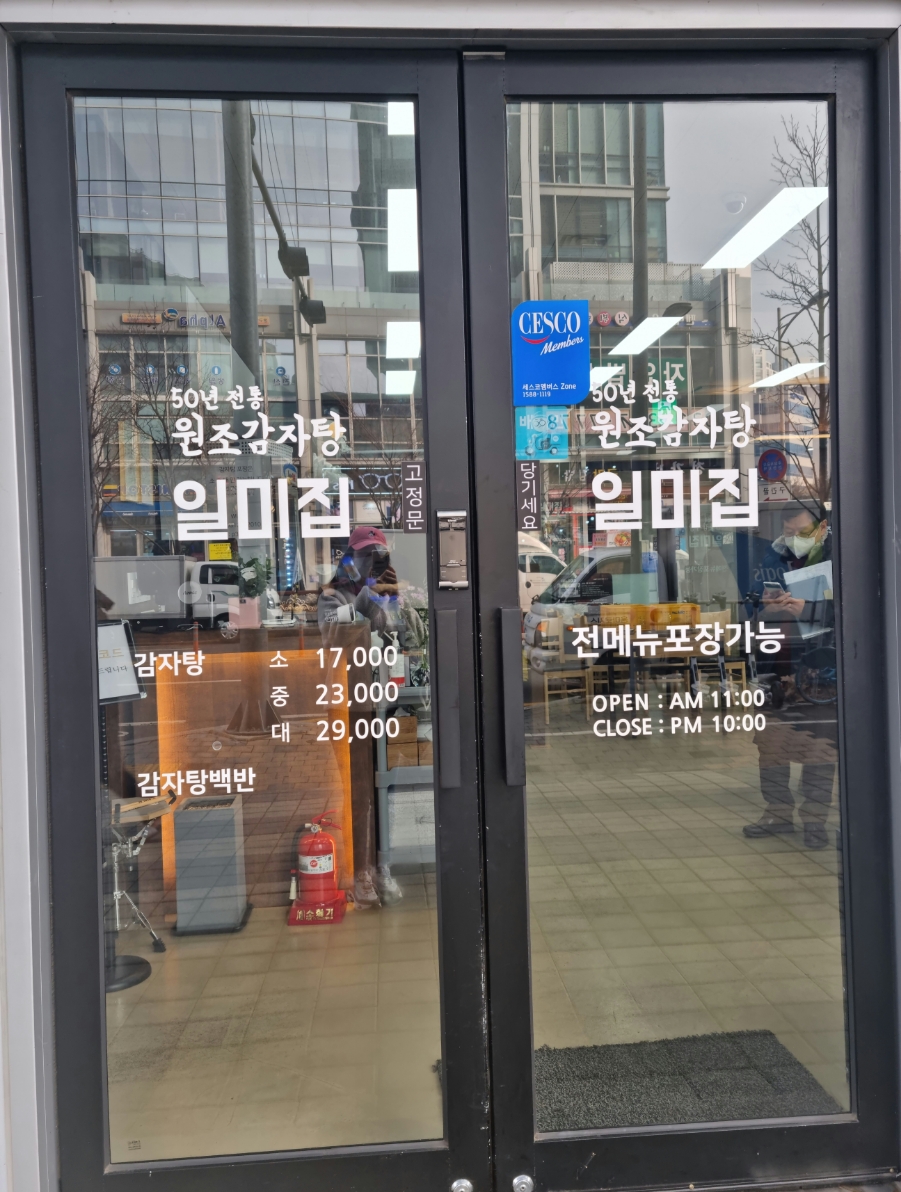 50년 전통
원조감자탕
일미집
고정문
감자탕 소 17,000
중 23,000
대 29,000
감자탕백반
CESCO
Members
세스코멤버스 Zone
1588-1119
50년 전통
원조감자탕
일미집
당기세요
전메뉴포장가능
OPEN : AM 11:00
CLOSE : PM 10:00